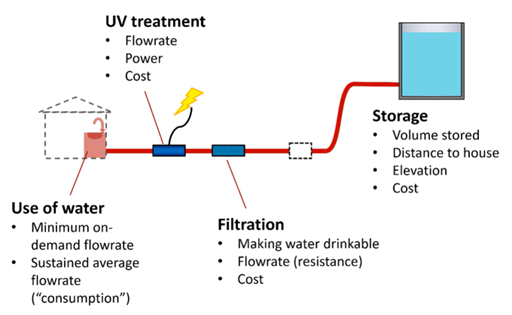 UV treatment
• Flowrate
• Power
• Cost
Storage
• Volume stored
• Distance to house
• Elevation
• Cost
Use of water
• Minimum on-
demand flowrate
• Sustained average
flowrate
(“consumption”)
Filtration
• Making water drinkable
• Flowrate (resistance)
• Cost